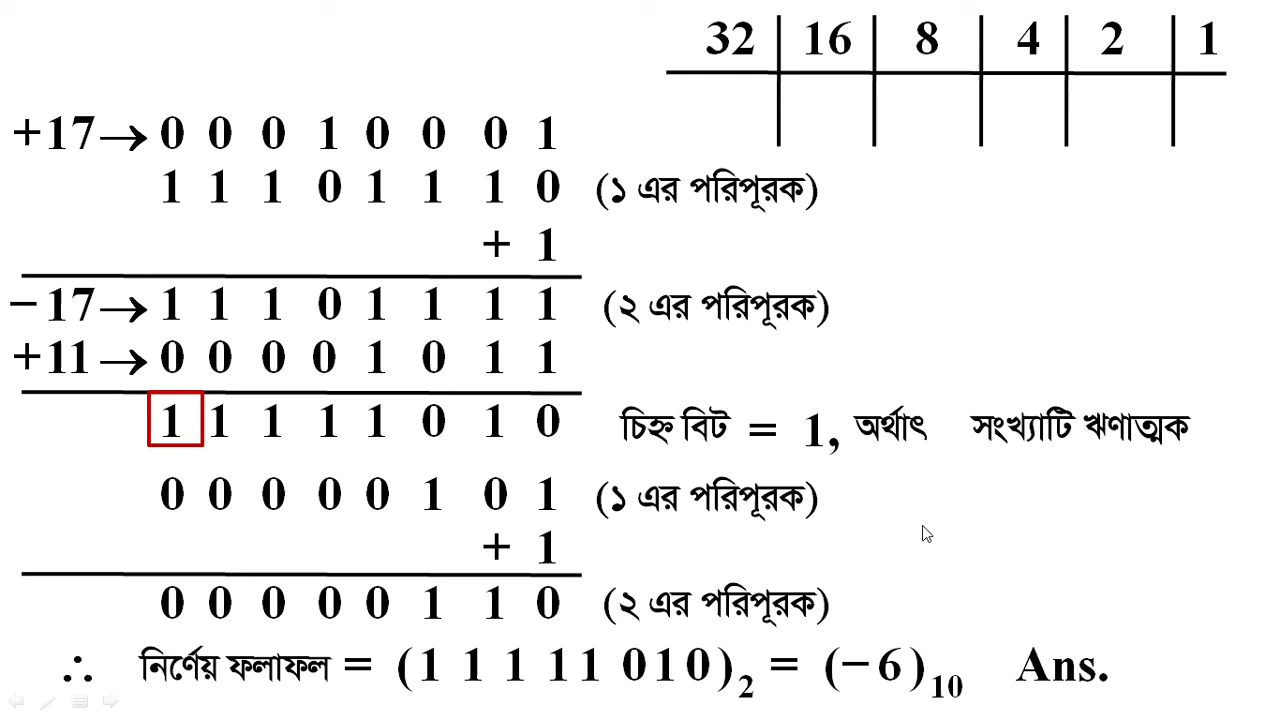 32 16 8 4 2 1
+17→ 0 0 0 1 0 0 0 1
1 1 1 0 1 1 1 0 (১ এর পরিপূরক)
+ 1
−17→ 1 1 1 0 1 1 1 1 (২ এর পরিপূরক)
+11→ 0 0 0 0 1 0 1 1
1 1 1 1 1 0 1 0 চিহ্ন বিট = 1, অর্থাৎ সংখ্যাটি ঋণাত্মক
0 0 0 0 0 1 0 1 (১ এর পরিপূরক)
+ 1
0 0 0 0 0 1 1 0 (২ এর পরিপূরক)
∴ নির্ণেয় ফলাফল = (1 1 1 1 1 0 1 0)2 = (−6)10 Ans.